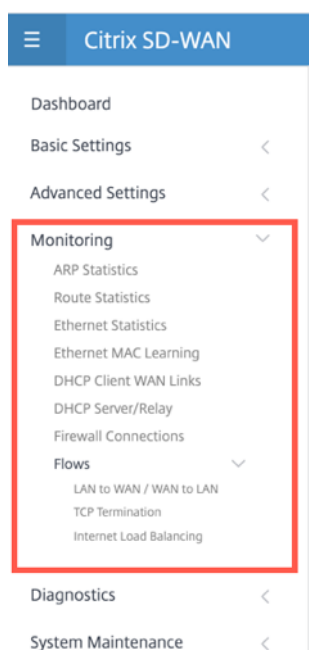 Citrix SD-WAN
Dashboard
Basic Settings
Advanced Settings
Monitoring
ARP Statistics
Route Statistics
Ethernet Statistics
Ethernet MAC Learning
DHCP Client WAN Links
DHCP Server/Relay
Firewall Connections
Flows
LAN to WAN / WAN to LAN
TCP Termination
Internet Load Balancing
Diagnostics
System Maintenance